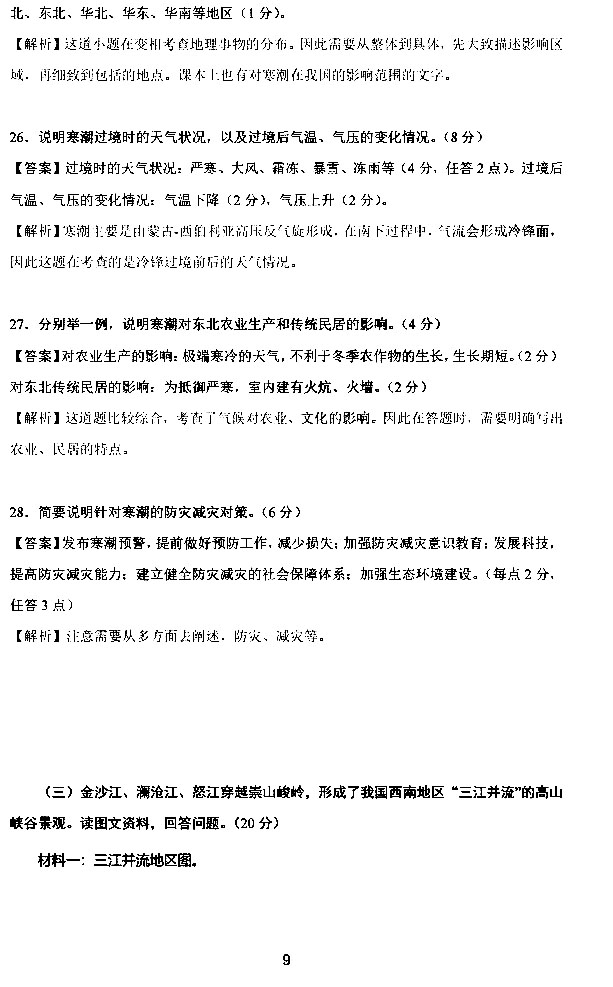 北、东北、华北、华东、华南等地区（1 分）。
【解析】这道小题在变相考查地理事物的分布。因此需要从整体到具体，先大致描述影响区
域，再细致到包括的地点。课本上也有对寒潮在我国的影响范围的文字。
26．说明寒潮过境时的天气状况，以及过境后气温、气压的变化情况。（8 分）
【答案】过境时的天气状况：严寒、大风、霜冻、暴雪、冻雨等（4 分，任答 2 点）。过境后
气温、气压的变化情况：气温下降（2 分），气压上升（2 分）。
【解析】寒潮主要是由蒙古-西伯利亚高压反气旋形成，在南下过程中，气流会形成冷锋面，
因此这题在考查的是冷锋过境前后的天气情况。
27．分别举一例，说明寒潮对东北农业生产和传统民居的影响。（4 分）
【答案】对农业生产的影响：极端寒冷的天气，不利于冬季农作物的生长，生长期短。（2 分）
对东北传统民居的影响：为抵御严寒，室内建有火炕、火墙。（2 分）
【解析】这道题比较综合，考查了气候对农业、文化的影响。因此在答题时，需要明确写出
农业、民居的特点。
28．简要说明针对寒潮的防灾减灾对策。（6 分）
【答案】发布寒潮预警，提前做好预防工作，减少损失；加强防灾减灾意识教育；发展科技，
提高防灾减灾能力；建立健全防灾减灾的社会保障体系；加强生态环境建设。（每点 2 分，
任答 3 点）
【解析】注意需要从多方面去阐述，防灾、减灾等。
（三）金沙江、澜沧江、怒江穿越崇山峻岭，形成了我国西南地区“三江并流”的高山
峡谷景观。读图文资料，回答问题。（20 分）
材料一：三江并流地区图。
9